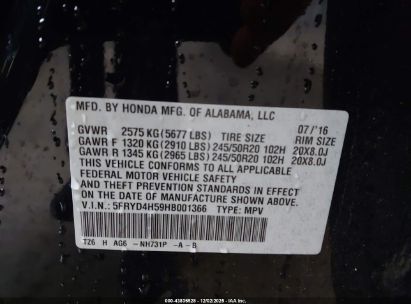 MFD. BY HONDA MFG. OF ALABAMA, LLC 07/'16
GVWR 2575 KG (5677 LBS) TIRE SIZE RIM SIZE
GAWR F 1320 KG (2910 LBS) 245/50R20 102H 20X8.0J
GAWR R 1345 KG (2965 LBS) 245/50R20 102H 20X8.0J
THIS VEHICLE CONFORMS TO ALL APPLICABLE
FEDERAL MOTOR VEHICLE SAFETY
AND THEFT PREVENTION STANDARDS IN EFFECT
ON THE DATE OF MANUFACTURE SHOWN ABOVE.
V.I.N.: 5FRYD4H59HB001366 TYPE: MPV
TZ6 H AG6 -NH731P -A -B